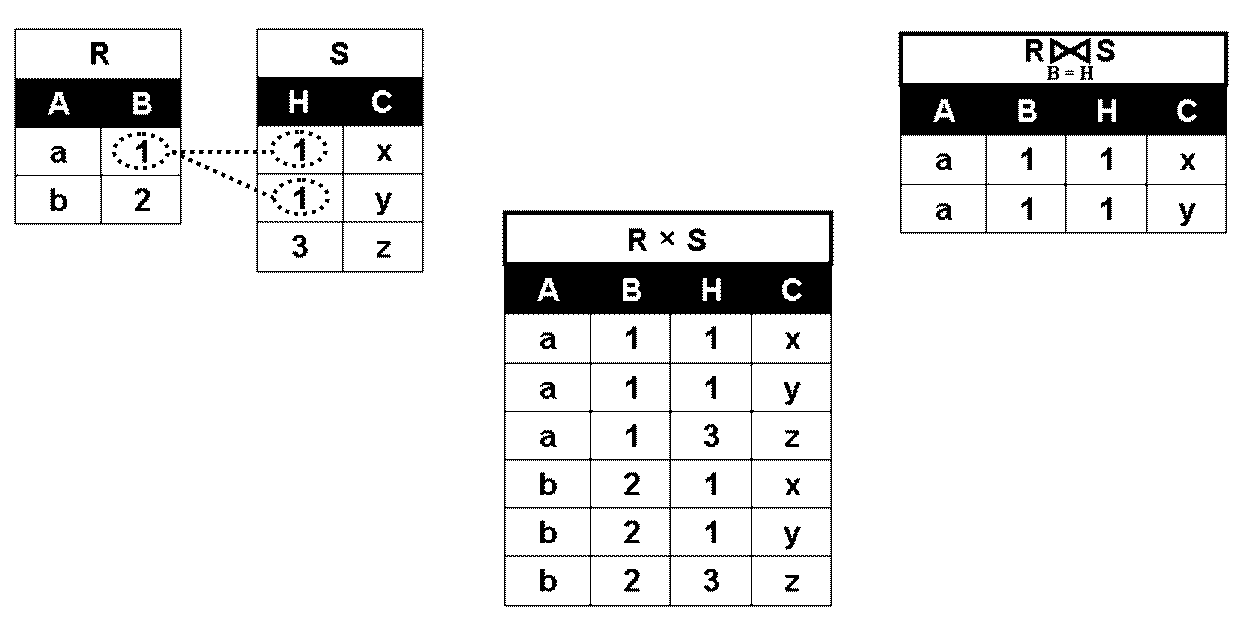 R
A B
a 1
b 2
S
H C
1 x
1 y
3 z
R × S
A B H C
a 1 1 x
a 1 1 y
a 1 3 z
b 2 1 x
b 2 1 y
b 2 3 z
R ⋈ S
B = H
A B H C
a 1 1 x
a 1 1 y